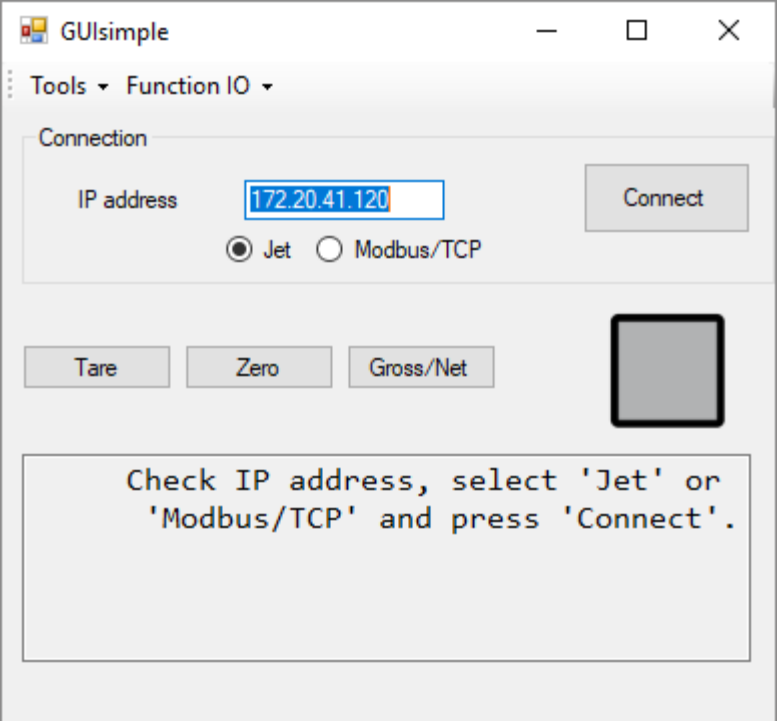 GUIsimple
Tools Function IO
Connection
IP address 172.20.41.120 Connect
Jet Modbus/TCP
Tare Zero Gross/Net
Check IP address, select 'Jet' or
'Modbus/TCP' and press 'Connect'.